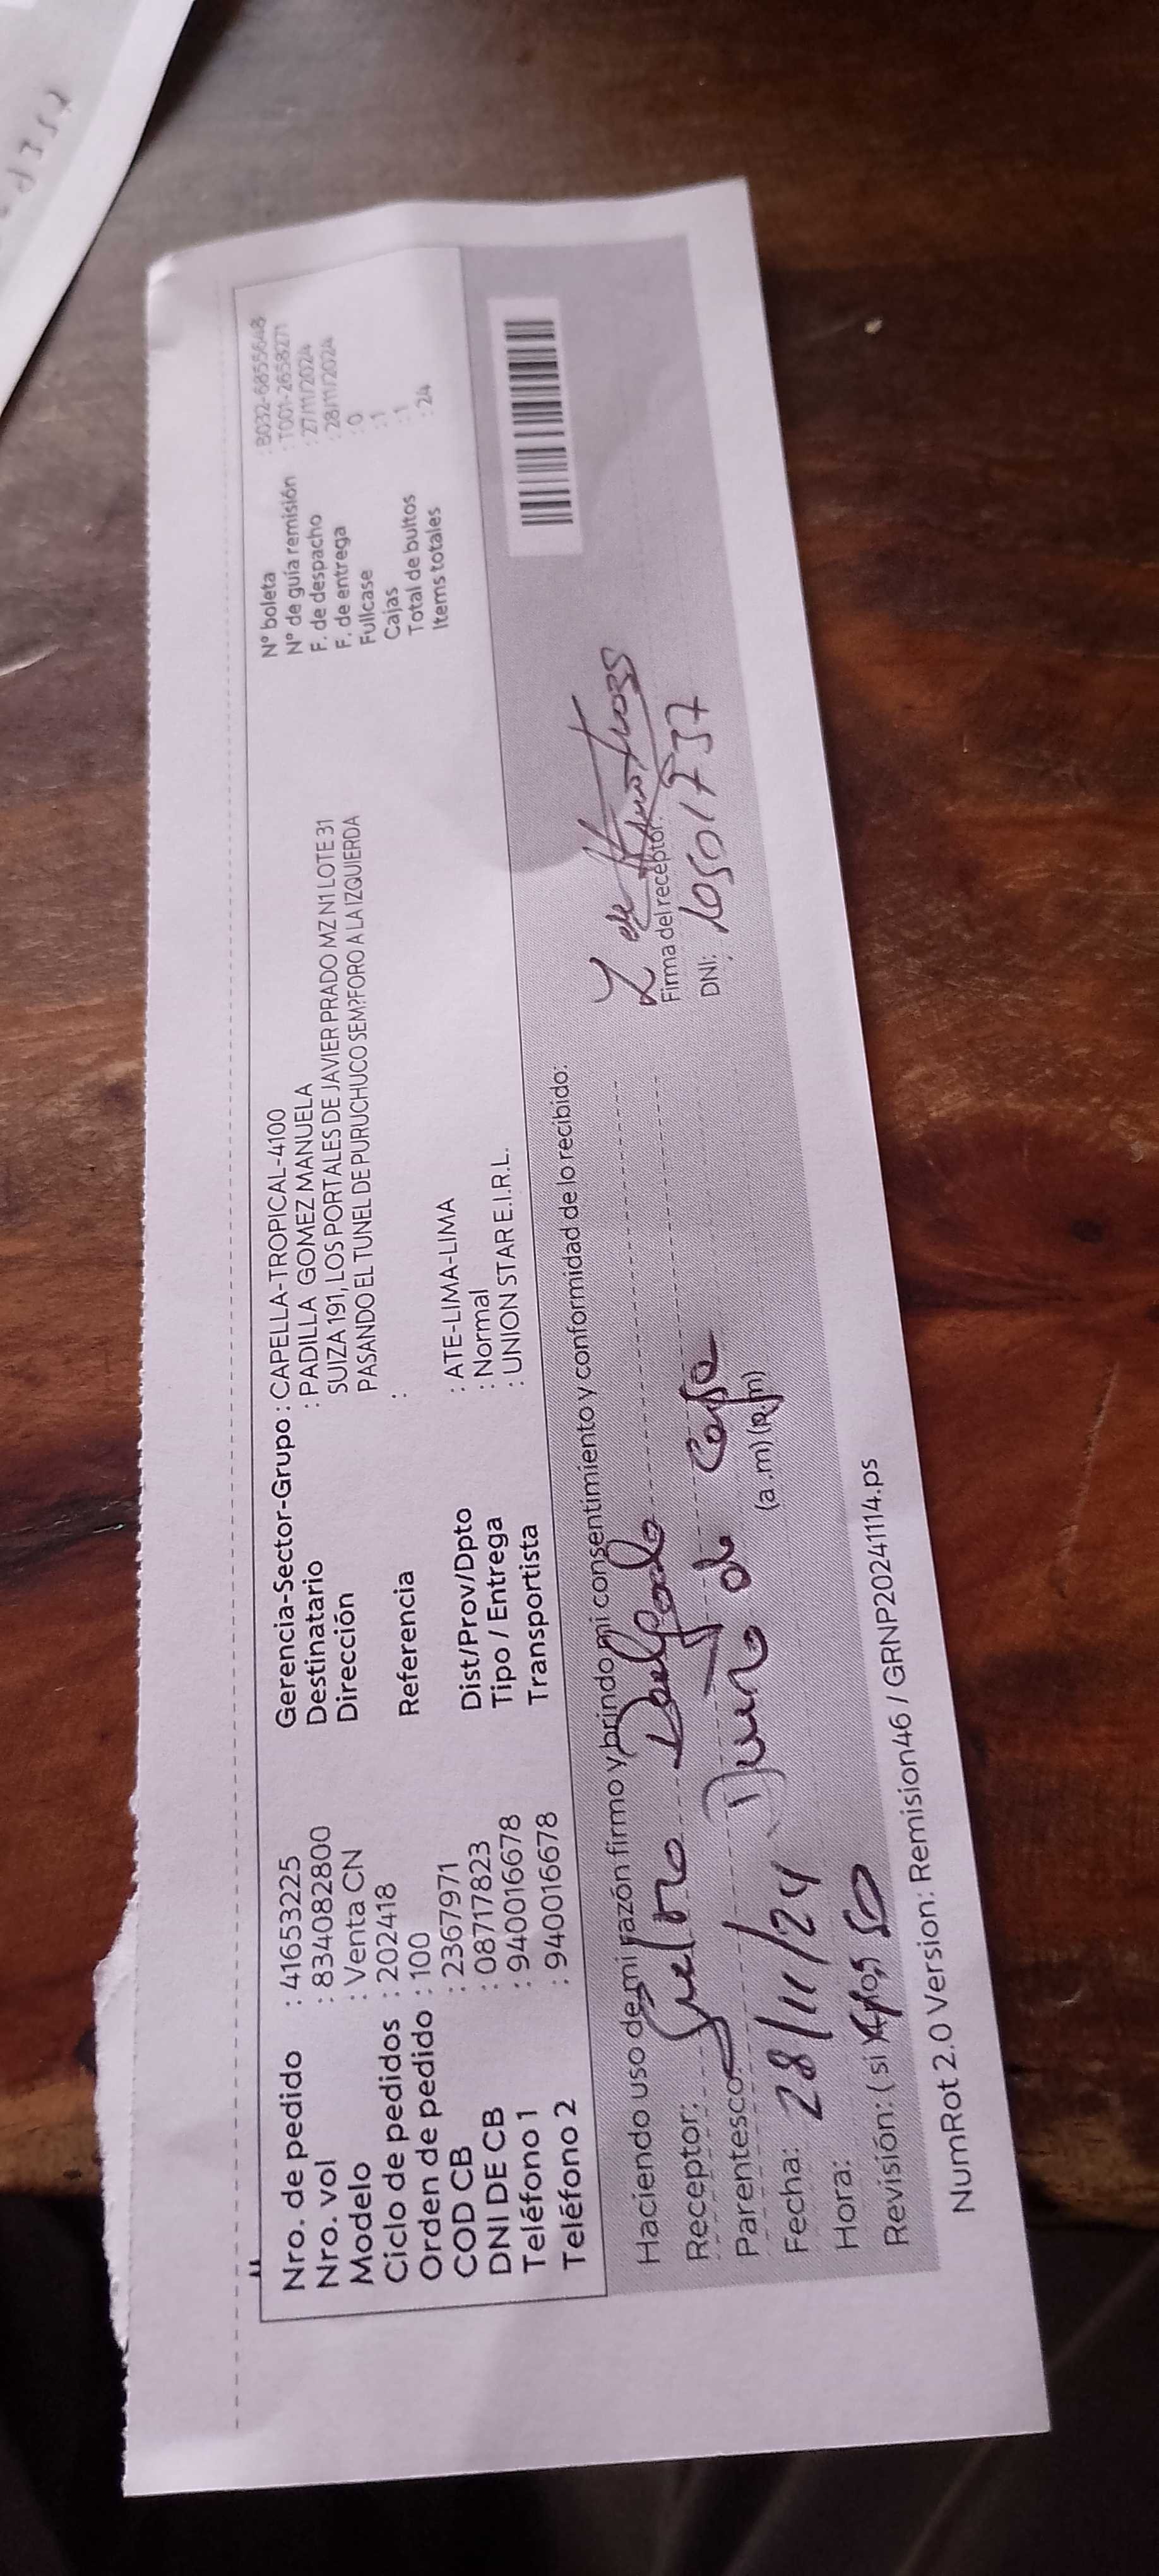 Nro. de pedido : 41653225
Nro. vol : 834082800
Modelo : Venta CN
Ciclo de pedidos : 202418
Orden de pedido : 100
COD CB : 2367971
DNI DE CB : 08717823
Teléfono 1 : 940016678
Teléfono 2 : 940016678
Gerencia-Sector-Grupo : CAPELLA-TROPICAL-4100
Destinatario : PADILLA GOMEZ MANUELA
Dirección SUIZA 191, LOS PORTALES DE JAVIER PRADO MZ N1 LOTE 31
PASANDO EL TUNEL DE PURUCHUCO SEM?FORO A LA IZQUIERDA
Referencia :
Dist/Prov/Dpto : ATE-LIMA-LIMA
Tipo / Entrega : Normal
Transportista : UNION STAR E.I.R.L.
N° boleta : B032-6855648
N° de guía remisión : T001-2658271
F. de despacho : 27/11/2024
F. de entrega : 28/11/2024
Fullcase : 0
Cajas : 1
Total de bultos : 1
Items totales : 24
Haciendo uso de mi razón firmo y brindo mi consentimiento y conformidad de lo recibido:
Receptor:
Parentesco
Fecha: 28/11/24 de
Hora: (a.m)(p.m)
Revisión: (si
Firma del receptor:
DNI:
NumRot 2.0 Version: Remision46 / GRNP20241114.ps